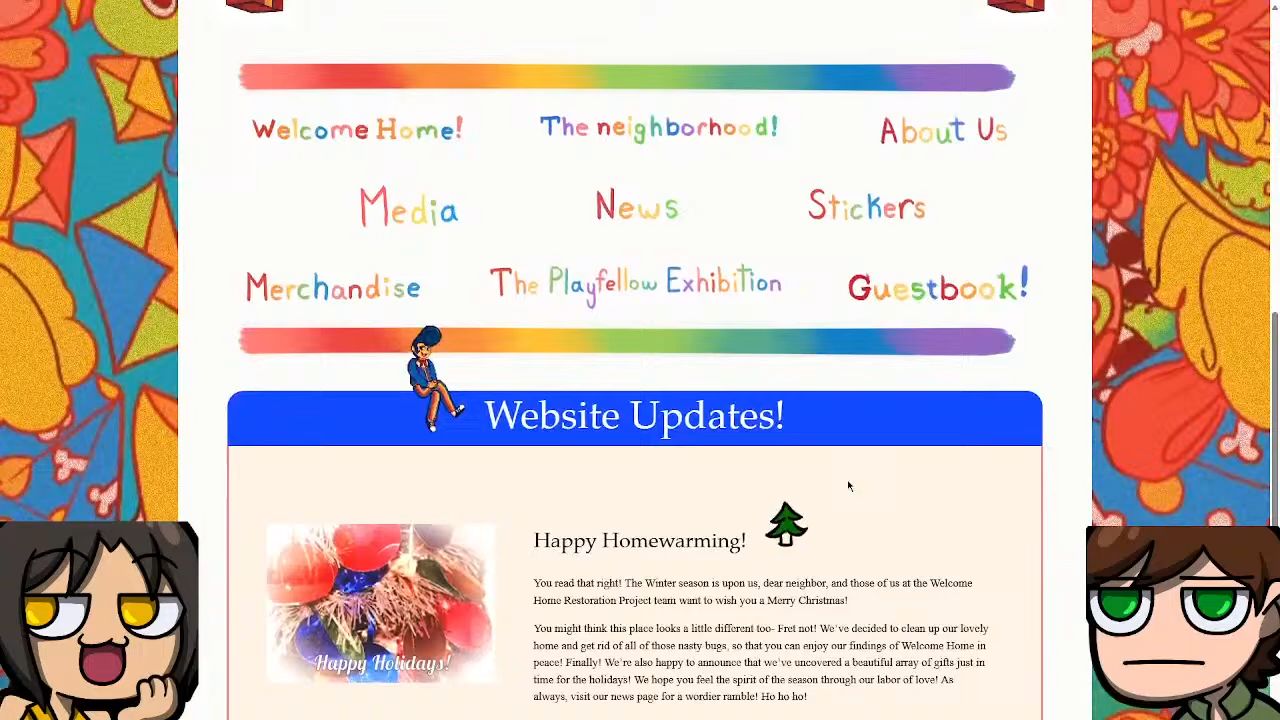 Welcome Home! The neighborhood! About Us
Media News Stickers
Merchandise The Playfellow Exhibition Guestbook!
Website Updates!
Happy Homewarming!
You read that right! The Winter season is upon us, dear neighbor, and those of us at the Welcome
Home Restoration Project team want to wish you a Merry Christmas!
You might think this place looks a little different too- Fret not! We've decided to clean up our lovely
home and get rid of all of those nasty bugs, so that you can enjoy our findings of Welcome Home in
peace! Finally! We're also happy to announce that we've uncovered a beautiful array of gifts just in
time for the holidays! We hope you feel the spirit of the season through our labor of love! As
always, visit our news page for a wordier ramble! Ho ho ho!
Happy Holidays!